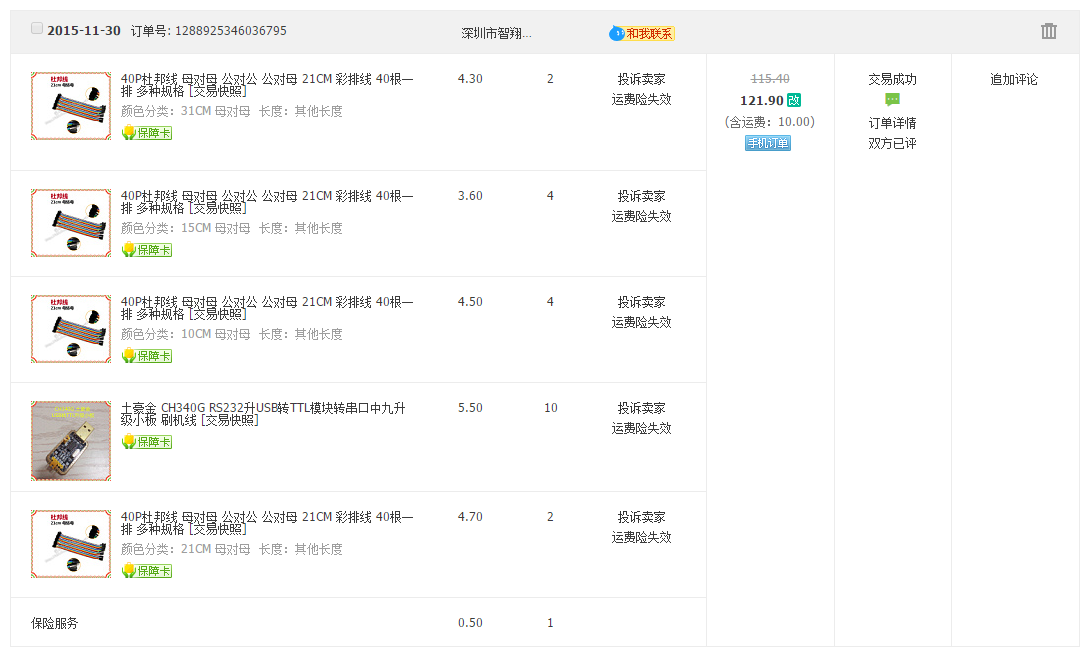 2015-11-30 订单号: 1288925346036795 深圳市智翔... 和我联系
40P杜邦线 母对母 公对公 公对母 21CM 彩排线 40根一 4.30 2 投诉卖家 115.40 交易成功 追加评论
排 多种规格 [交易快照] 运费险失效 121.90 改
颜色分类: 31CM 母对母 长度: 其他长度 (含运费: 10.00) 订单详情
保障卡 手机订单 双方已评
杜邦线
21cm 母母母
40P杜邦线 母对母 公对公 公对母 21CM 彩排线 40根一 3.60 4 投诉卖家
排 多种规格 [交易快照] 运费险失效
颜色分类: 15CM 母对母 长度: 其他长度
保障卡
杜邦线
40P杜邦线 母对母 公对公 公对母 21CM 彩排线 40根一 4.50 4 投诉卖家
排 多种规格 [交易快照] 运费险失效
颜色分类: 10CM 母对母 长度: 其他长度
保障卡
杜邦线
土豪金 CH340G RS232升USB转TTL模块转串口中九升 5.50 10 投诉卖家
级小板 刷机线 [交易快照] 运费险失效
保障卡
40P杜邦线 母对母 公对公 公对母 21CM 彩排线 40根一 4.70 2 投诉卖家
排 多种规格 [交易快照] 运费险失效
颜色分类: 21CM 母对母 长度: 其他长度
保障卡
杜邦线
保险服务 0.50 1